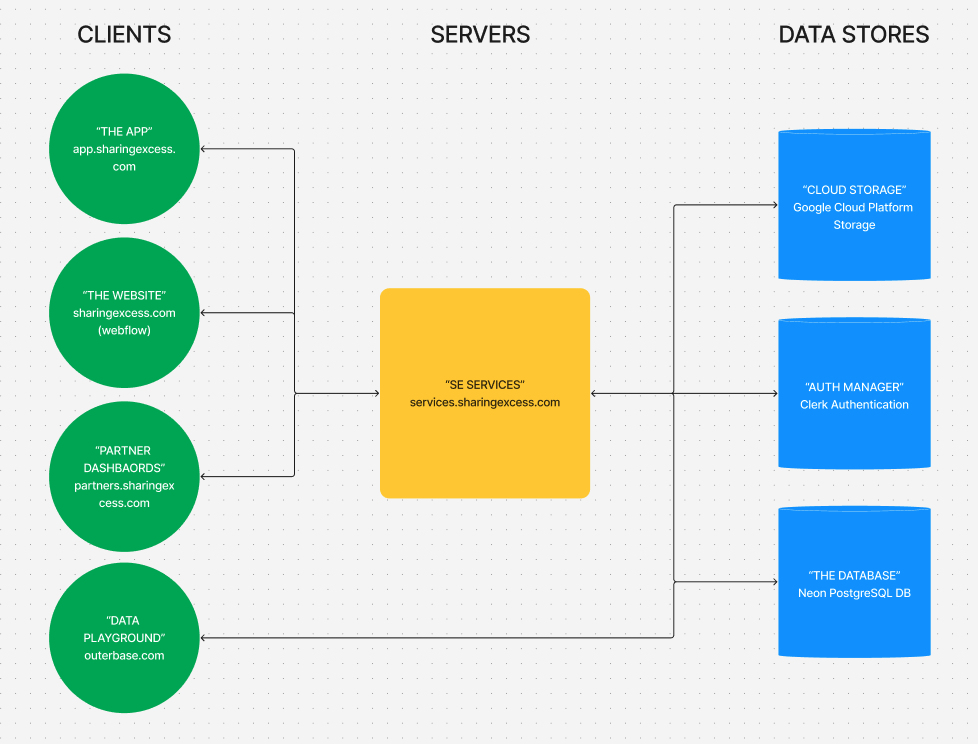 CLIENTS
SERVERS
DATA STORES
“THE APP”
app.sharingexcess.
com
“THE WEBSITE”
sharingexcess.com
(webflow)
“PARTNER
DASHBAORDS”
partners.sharingex
cess.com
“DATA
PLAYGROUND”
outerbase.com
“SE SERVICES”
services.sharingexcess.com
“CLOUD STORAGE”
Google Cloud Platform
Storage
“AUTH MANAGER”
Clerk Authentication
“THE DATABASE”
Neon PostgreSQL DB